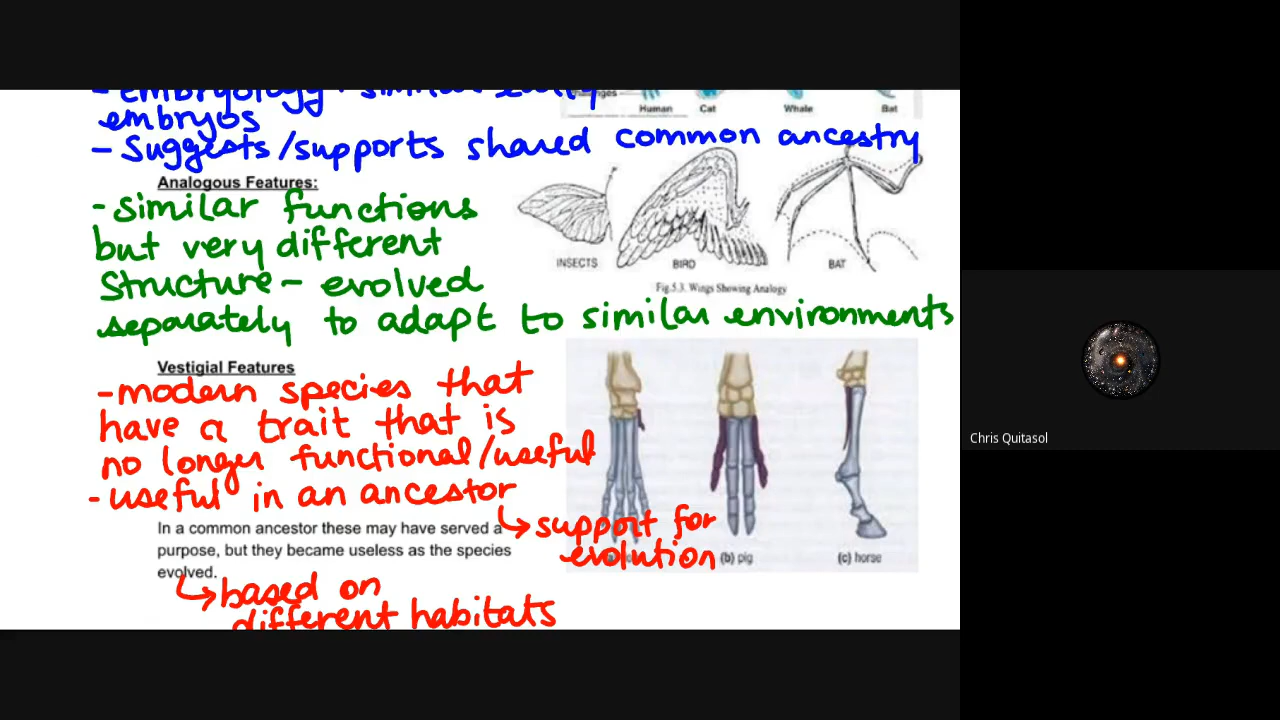 - embryology: similar early
embryos
Human Cat Whale Bat
- Suggests/supports shared common ancestry
Analogous Features:
- Similar functions
but very different
structure - evolved
separately to adapt to similar environments
INSECTS BIRD BAT
Fig.5.3. Wings Showing Analogy
Vestigial Features
- modern species that
have a trait that is
no longer functional/useful
- useful in an ancestor
↳ support for
evolution
(b) pig (c) horse
In a common ancestor these may have served a
purpose, but they became useless as the species
evolved.
↳ based on
different habitats
Chris Quitasol